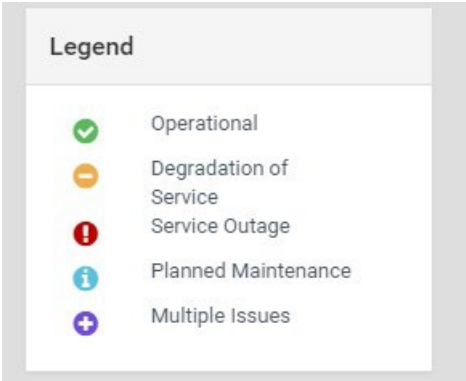 Legend
Operational
Degradation of
Service
Service Outage
Planned Maintenance
Multiple Issues